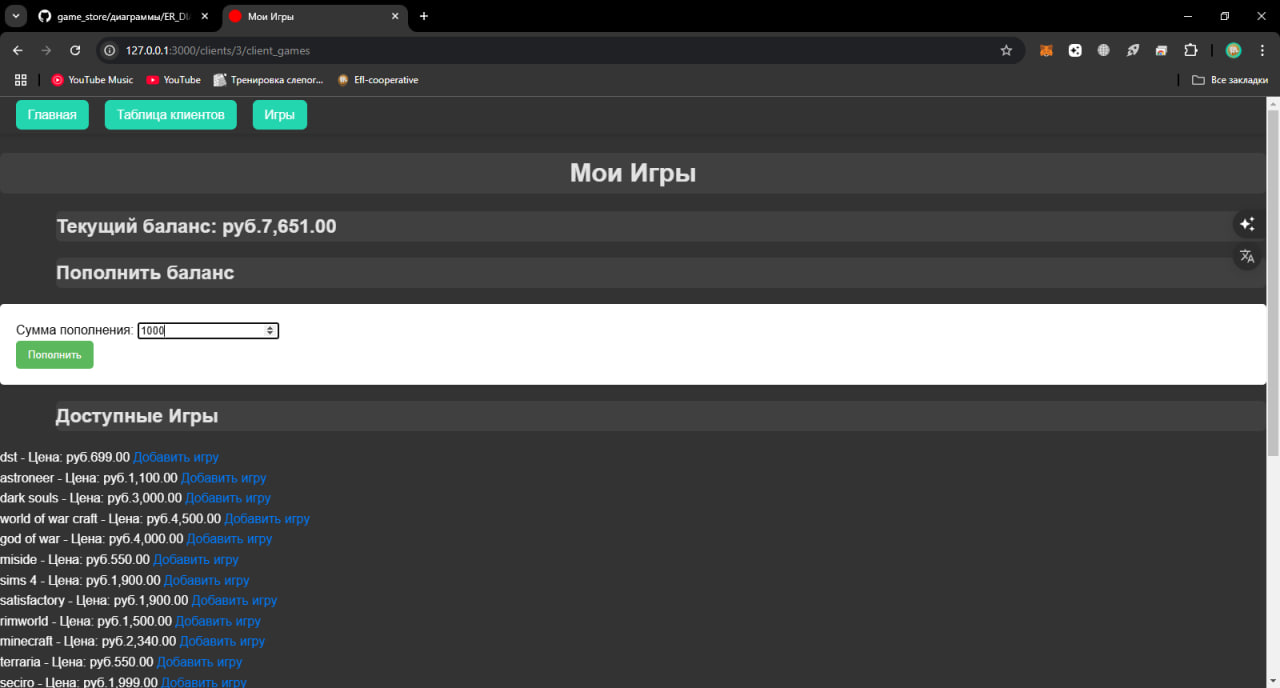 game_store/диаграммы/ER_DI
Мои Игры
127.0.0.1:3000/clients/3/client_games
YouTube Music
YouTube
Тренировка слепог...
Efl-cooperative
Все закладки
Главная
Таблица клиентов
Игры
Мои Игры
Текущий баланс: руб.7,651.00
Пополнить баланс
Сумма пополнения: 1000
Пополнить
Доступные Игры
dst - Цена: руб.699.00 Добавить игру
astroneer - Цена: руб.1,100.00 Добавить игру
dark souls - Цена: руб.3,000.00 Добавить игру
world of war craft - Цена: руб.4,500.00 Добавить игру
god of war - Цена: руб.4,000.00 Добавить игру
miside - Цена: руб.550.00 Добавить игру
sims 4 - Цена: руб.1,900.00 Добавить игру
satisfactory - Цена: руб.1,900.00 Добавить игру
rimworld - Цена: руб.1,500.00 Добавить игру
minecraft - Цена: руб.2,340.00 Добавить игру
terraria - Цена: руб.550.00 Добавить игру
seciro - Цена: руб.1,999.00 Добавить игру